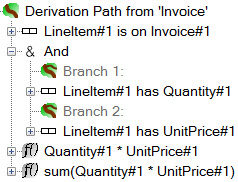 Derivation Path from 'Invoice'
LineItem#1 is on Invoice#1
& And
Branch 1:
LineItem#1 has Quantity#1
Branch 2:
LineItem#1 has UnitPrice#1
f() Quantity#1 * UnitPrice#1
f() sum(Quantity#1 * UnitPrice#1)